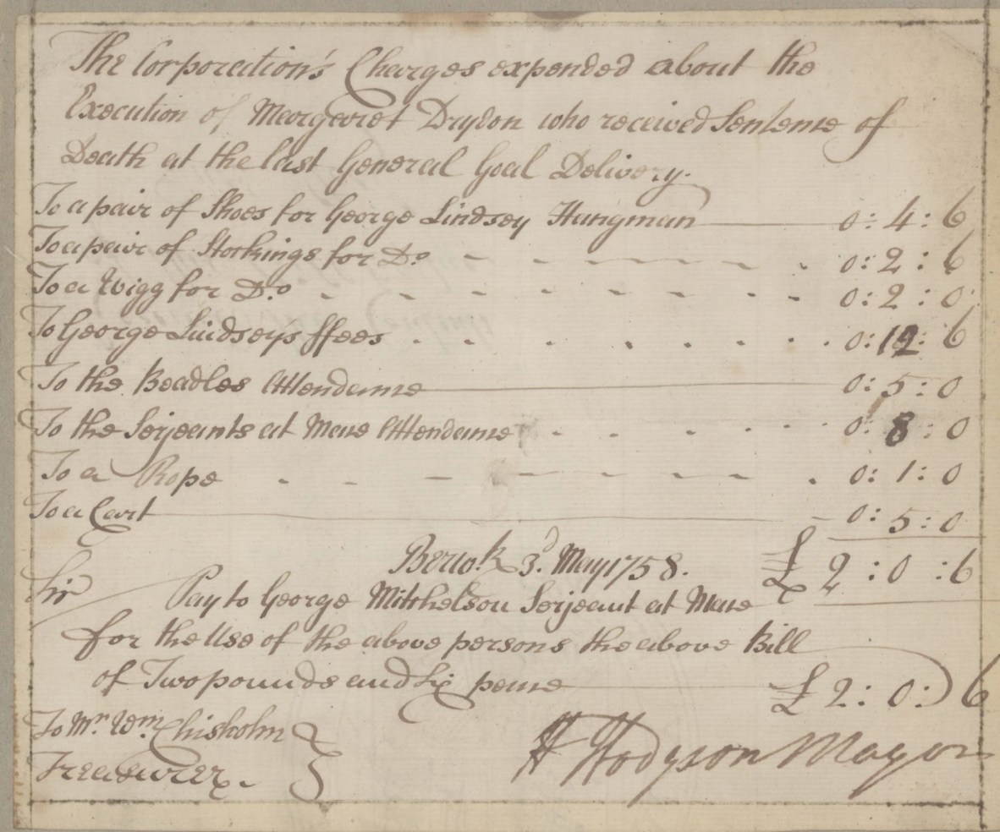 The Corporation's Charges expended about the
Execution of Margaret Dryden who received Sentence of
Death at the last General Goal Delivery.
To a pair of Shoes for George Lindsey Hangman 0:4:6
To a pair of Stockings for Do 0:2:6
To a Wigg for Do 0:2:0
To George Lindseys ffees 0:12:6
To the Beadles Attendance 0:5:0
To the Serjeants at Mace Attendance 0:8:0
To a Rope 0:1:0
To a Cart 0:5:0
Berwk 3d May 1758. £2:0:6
Sir Pay to George Mitchelson Serjeant at Mace
for the Use of the above persons the above Bill
of Two pounds and Six pence £2:0:6
To Mr Wm Chisholm
Treasurer.
H Hodgson Mayor